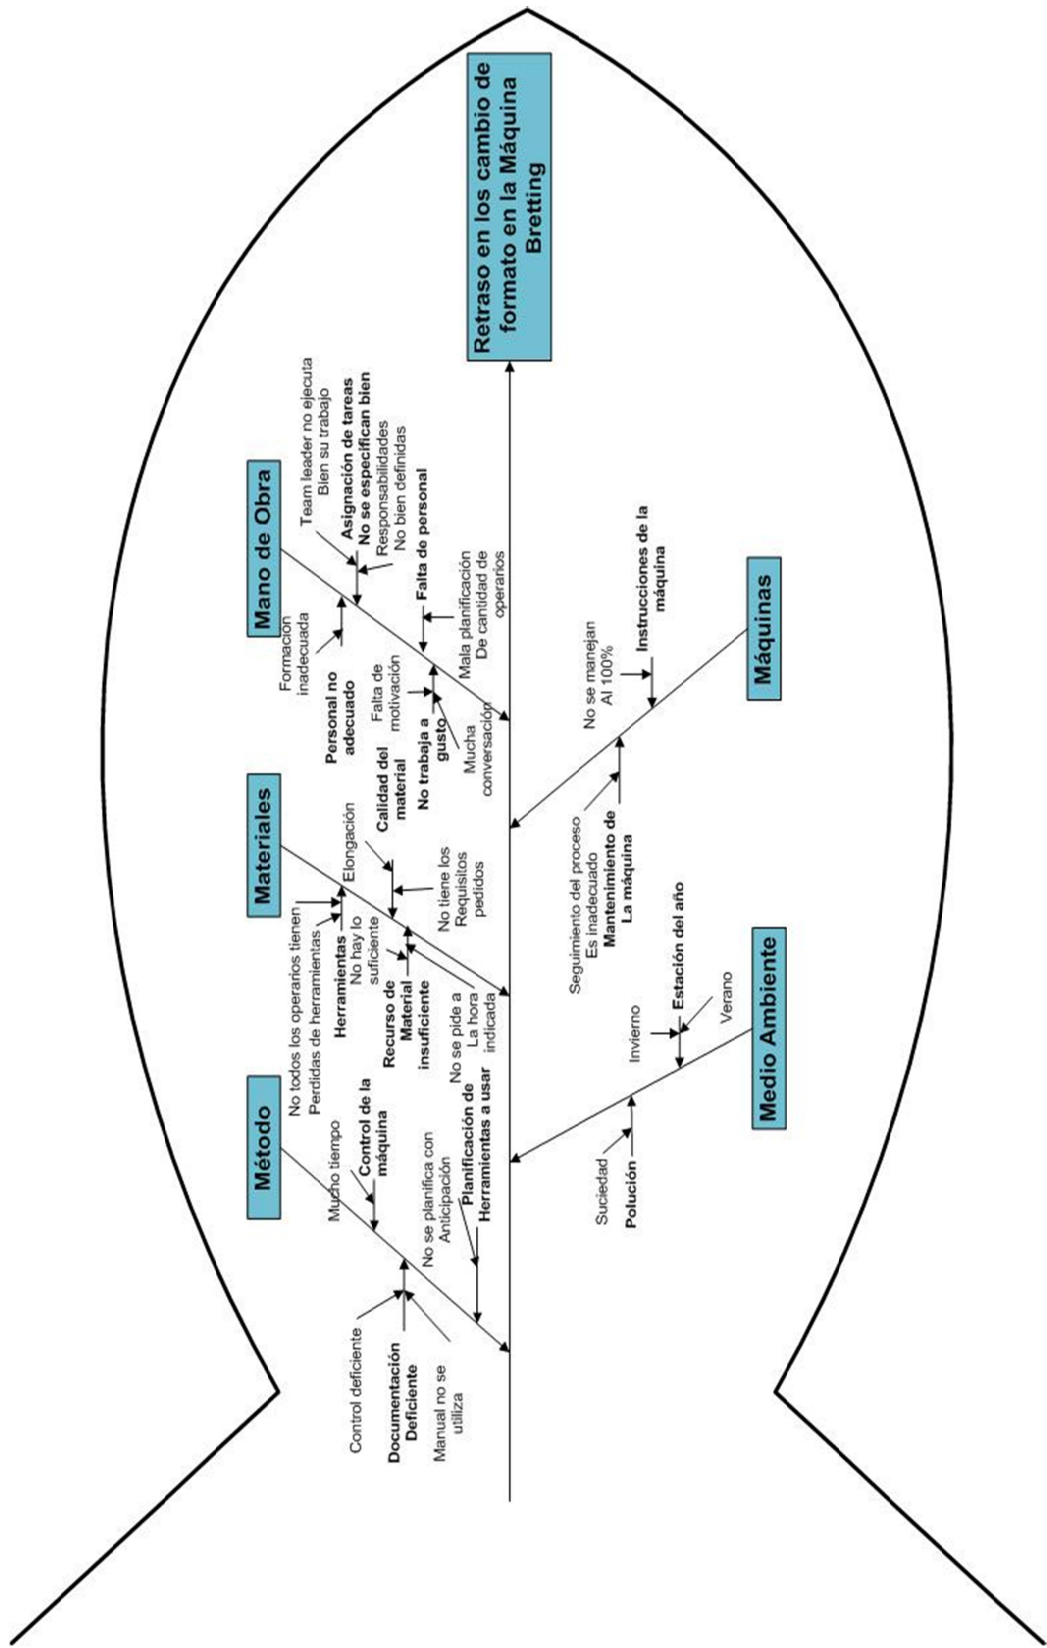 Método
Mucho tiempo
Control de la
máquina
Control deficiente
Documentación
Deficiente
Manual no se
utiliza
No se planifica con
Anticipación
Planificación de
Herramientas a usar
Materiales
No todos los operarios tienen
Perdidas de herramientas
Herramientas
Elongación
Calidad del
material
No tiene los
Requisitos
pedidos
No hay lo
suficiente
Recurso de
Material
insuficiente
No se pide a
La hora
indicada
Mano de Obra
Formación
inadecuada
Personal no
adecuado
Team leader no ejecuta
Bien su trabajo
Asignación de tareas
No se especifican bien
Responsabilidades
No bien definidas
Falta de personal
Mala planificación
De cantidad de
operarios
Falta de
motivación
No trabaja a
gusto
Mucha
conversación
Retraso en los cambio de
formato en la Máquina
Bretting
Suciedad
Polución
Invierno
Estación del año
Verano
Medio Ambiente
Seguimiento del proceso
Es inadecuado
Mantenimiento de
La máquina
No se manejan
Al 100%
Instrucciones de la
máquina
Máquinas